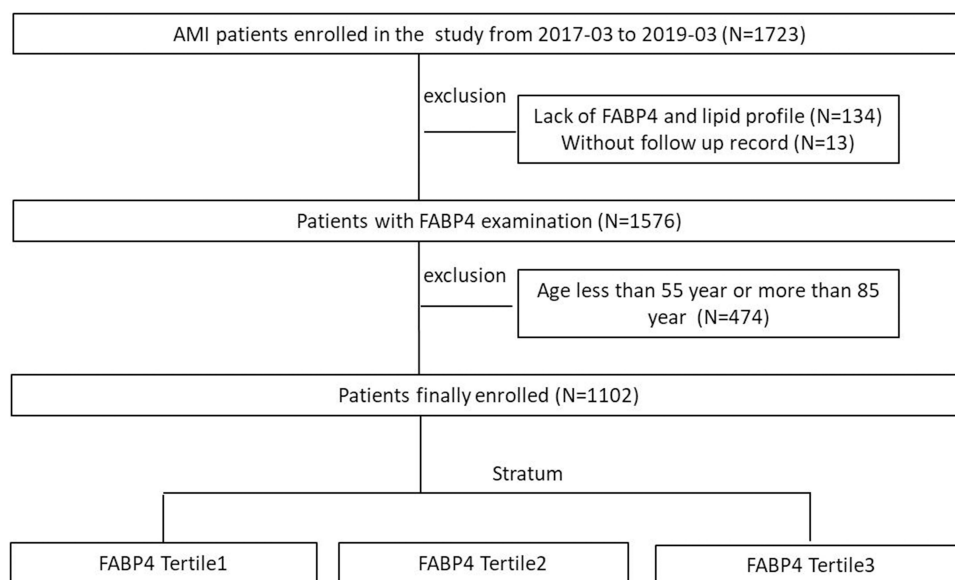 AMI patients enrolled in the study from 2017-03 to 2019-03 (N=1723)
exclusion
Lack of FABP4 and lipid profile (N=134)
Without follow up record (N=13)
Patients with FABP4 examination (N=1576)
exclusion
Age less than 55 year or more than 85
year (N=474)
Patients finally enrolled (N=1102)
Stratum
FABP4 Tertile1
FABP4 Tertile2
FABP4 Tertile3